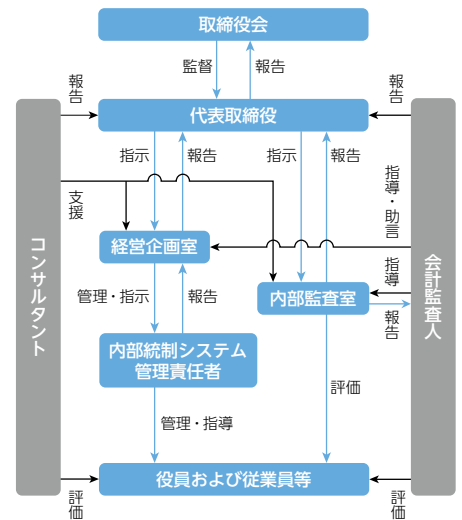 取締役会
監督
報告
報告
報告
代表取締役
指示
報告
指示
報告
支援
指導・助言
経営企画室
コンサルタント
会計監査人
管理・指示
報告
内部監査室
指導
報告
内部統制システム
管理責任者
評価
管理・指導
役員および従業員等
評価
評価